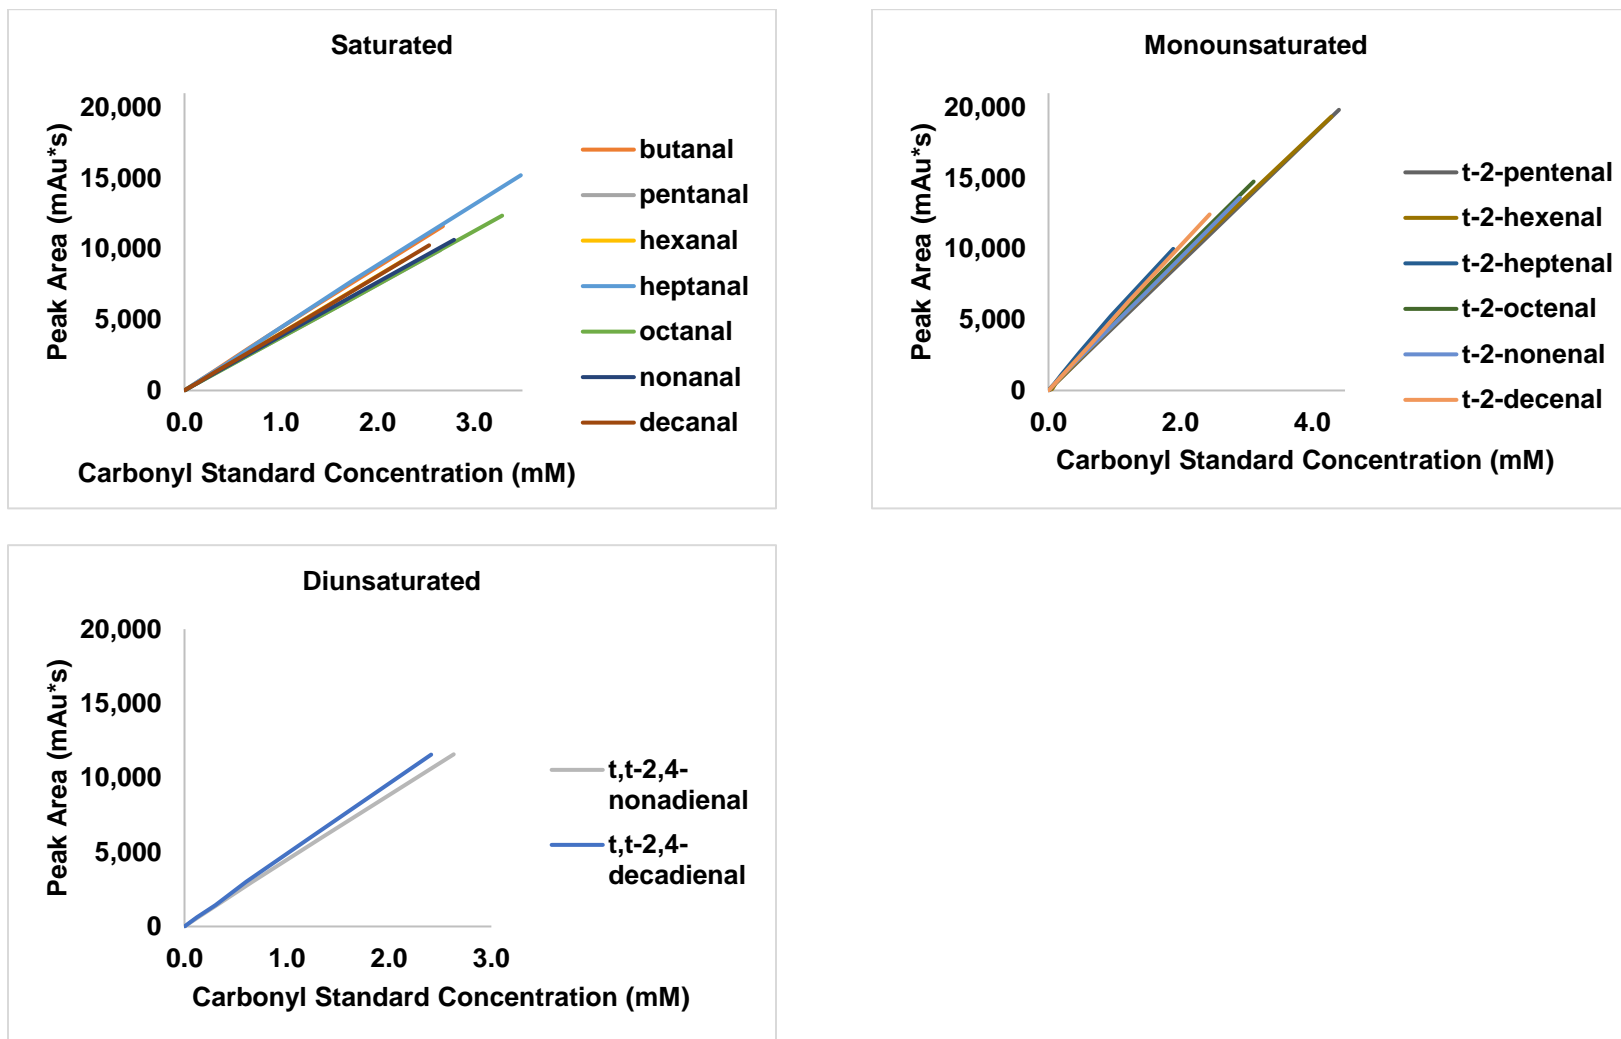 Saturated
Peak Area (mAu*s)
20,000
15,000
10,000
5,000
0
0.0 1.0 2.0 3.0
Carbonyl Standard Concentration (mM)
butanal
pentanal
hexanal
heptanal
octanal
nonanal
decanal
Monounsaturated
Peak Area (mAu*s)
20,000
15,000
10,000
5,000
0
0.0 2.0 4.0
Carbonyl Standard Concentration (mM)
t-2-pentenal
t-2-hexenal
t-2-heptenal
t-2-octenal
t-2-nonenal
t-2-decenal
Diunsaturated
Peak Area (mAu*s)
20,000
15,000
10,000
5,000
0
0.0 1.0 2.0 3.0
Carbonyl Standard Concentration (mM)
t,t-2,4-
nonadienal
t,t-2,4-
decadienal